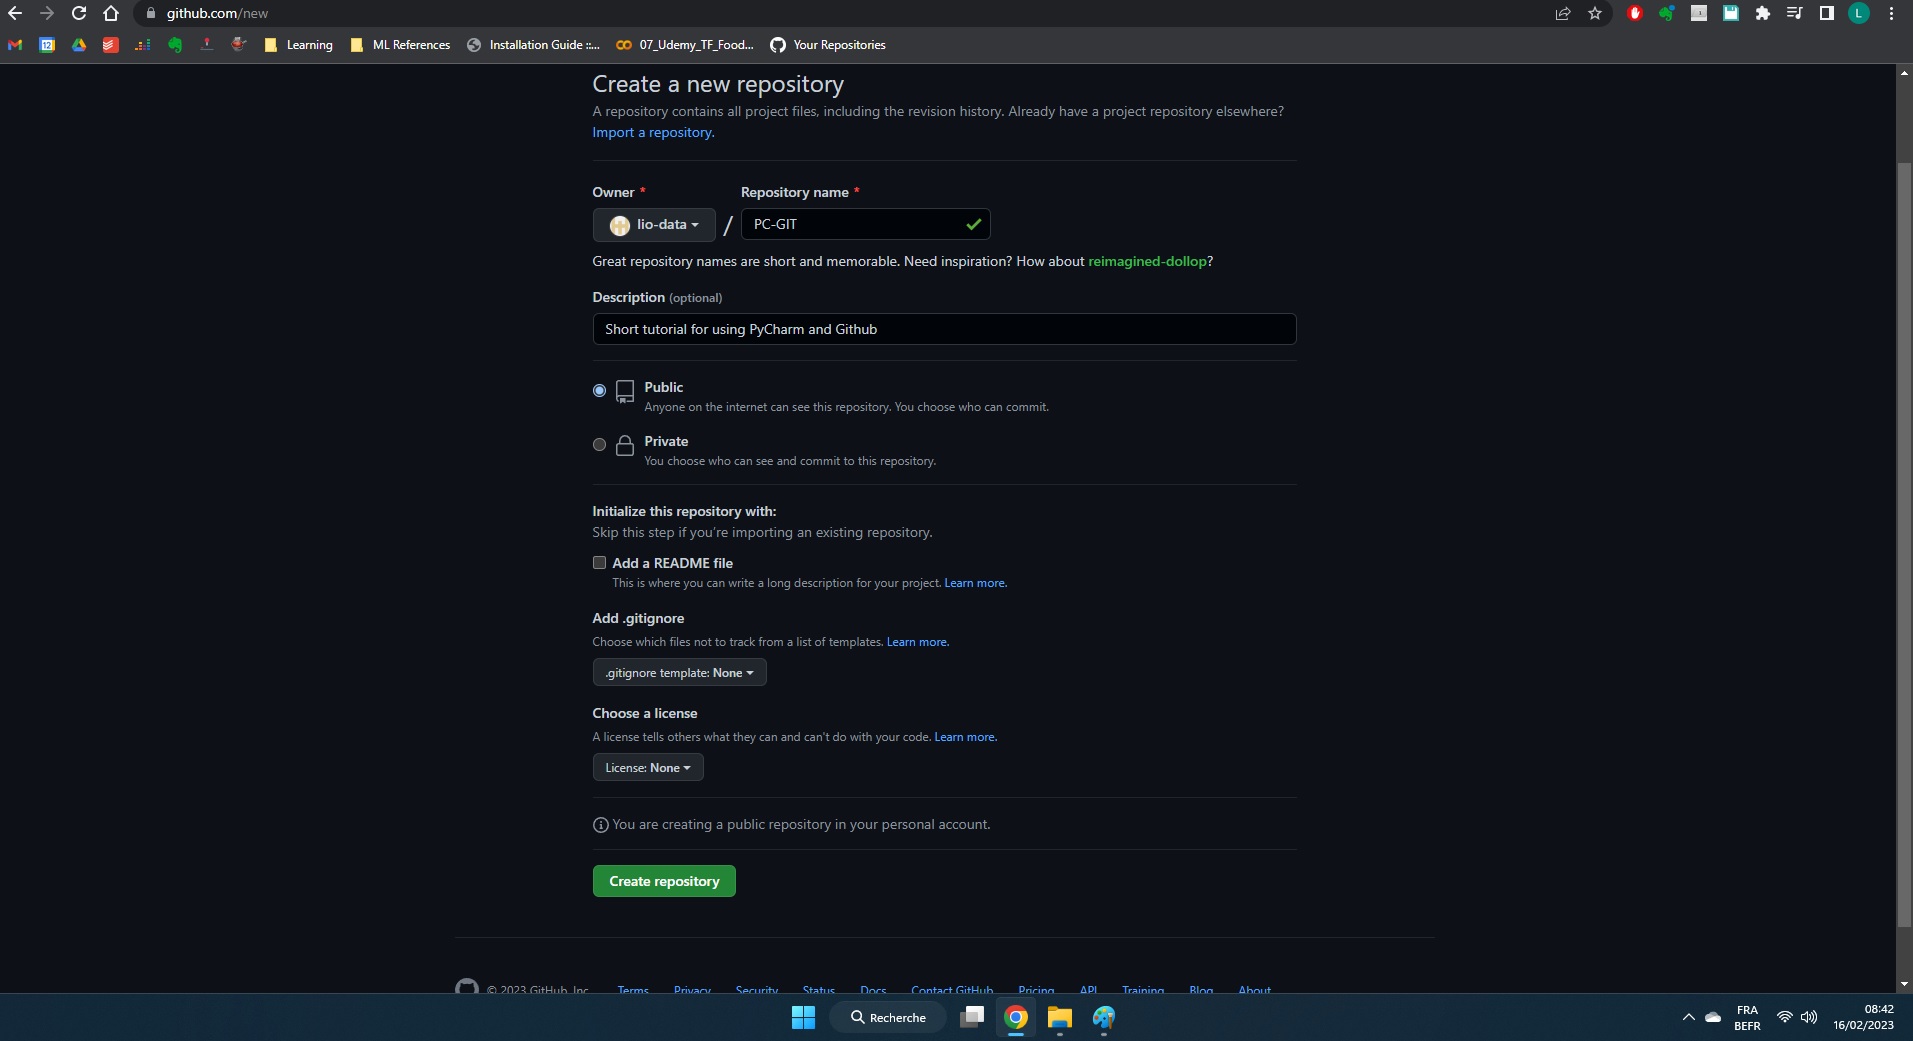 github.com/new
12
Learning
ML References
Installation Guide ::...
07_Udemy_TF_Food...
Your Repositories
L
Create a new repository
A repository contains all project files, including the revision history. Already have a project repository elsewhere?
Import a repository.
Owner * Repository name *
lio-data / PC-GIT
Great repository names are short and memorable. Need inspiration? How about reimagined-dollop?
Description (optional)
Short tutorial for using PyCharm and Github
Public
Anyone on the internet can see this repository. You choose who can commit.
Private
You choose who can see and commit to this repository.
Initialize this repository with:
Skip this step if you're importing an existing repository.
Add a README file
This is where you can write a long description for your project. Learn more.
Add .gitignore
Choose which files not to track from a list of templates. Learn more.
.gitignore template: None
Choose a license
A license tells others what they can and can't do with your code. Learn more.
License: None
You are creating a public repository in your personal account.
Create repository
© 2023 GitHub, Inc. Terms Privacy Security Status Docs Contact GitHub Pricing API Training Blog About
Recherche
FRA
BEFR
08:42
16/02/2023